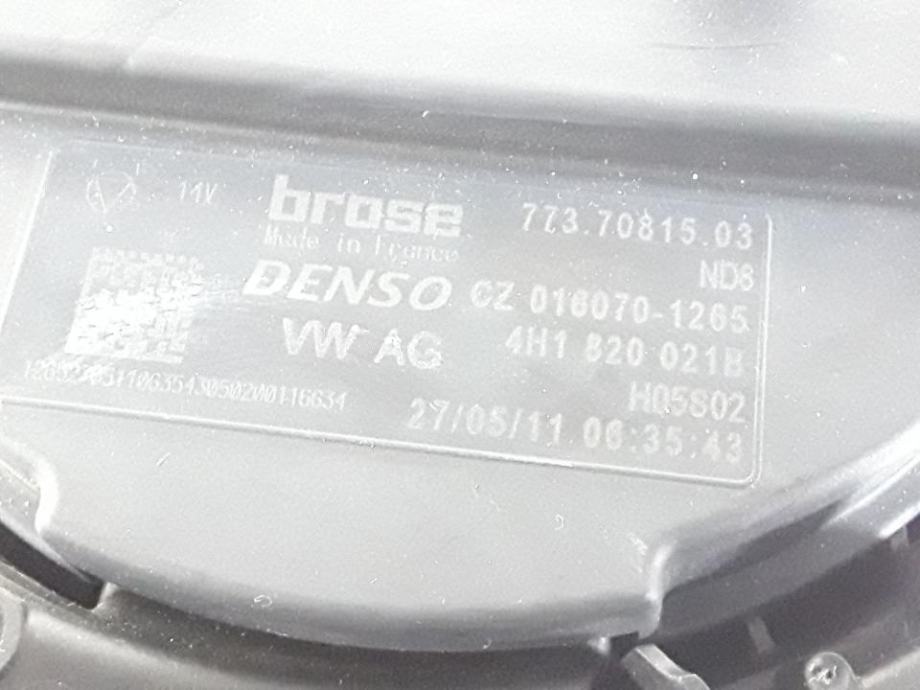 14V brose 773.70815.03
Made in France ND8
DENSO CZ 016070-1265
VW AG 4H1 820 021B
H05S02
27/05/11 06:35:43